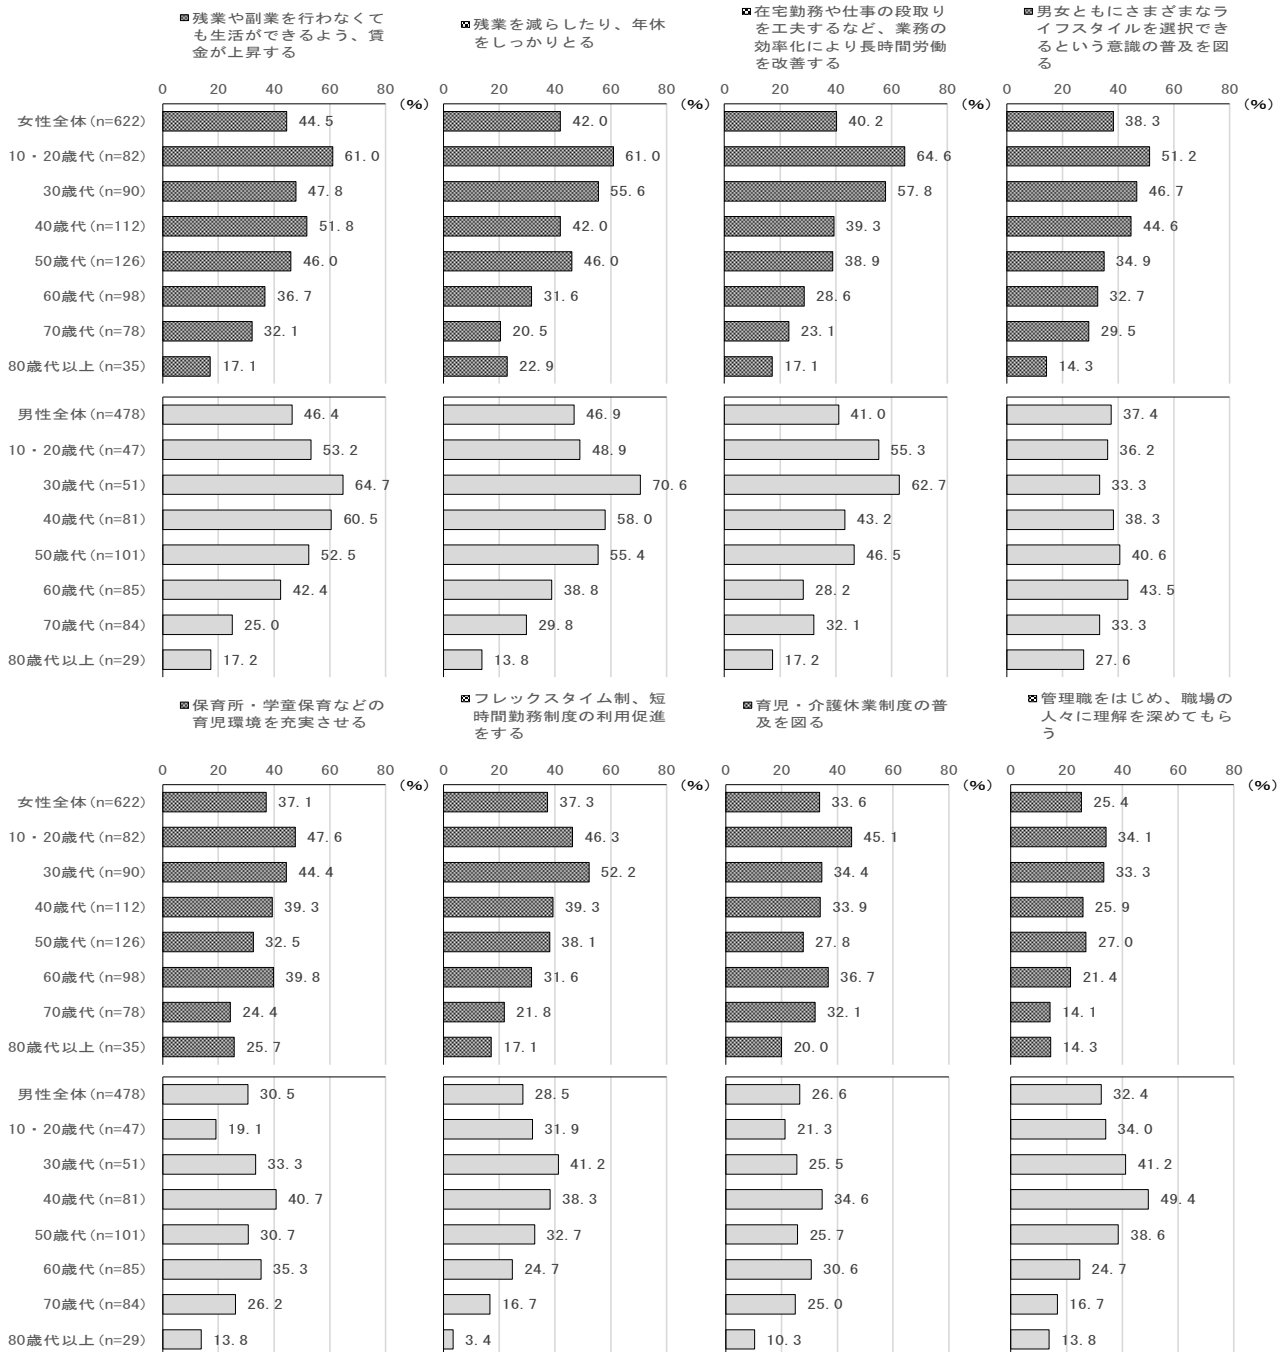 残業や副業を行わなくて
も生活ができるよう、賃
金が上昇する
残業を減らしたり、年休
をしっかりとる
在宅勤務や仕事の段取り
を工夫するなど、業務の
効率化により長時間労働
を改善する
男女ともにさまざまなラ
イフスタイルを選択でき
るという意識の普及を図
る
0 20 40 60 80 (%) 0 20 40 60 80 (%) 0 20 40 60 80 (%) 0 20 40 60 80 (%)
女性全体(n=622) 44.5 42.0 40.2 38.3
10・20歳代(n=82) 61.0 61.0 64.6 51.2
30歳代(n=90) 47.8 55.6 57.8 46.7
40歳代(n=112) 51.8 42.0 39.3 44.6
50歳代(n=126) 46.0 46.0 38.9 34.9
60歳代(n=98) 36.7 31.6 28.6 32.7
70歳代(n=78) 32.1 20.5 23.1 29.5
80歳代以上(n=35) 17.1 22.9 17.1 14.3
男性全体(n=478) 46.4 46.9 41.0 37.4
10・20歳代(n=47) 53.2 48.9 55.3 36.2
30歳代(n=51) 64.7 70.6 62.7 33.3
40歳代(n=81) 60.5 58.0 43.2 38.3
50歳代(n=101) 52.5 55.4 46.5 40.6
60歳代(n=85) 42.4 38.8 28.2 43.5
70歳代(n=84) 25.0 29.8 32.1 33.3
80歳代以上(n=29) 17.2 13.8 17.2 27.6
保育所・学童保育などの
育児環境を充実させる
フレックスタイム制、短
時間勤務制度の利用促進
をする
育児・介護休業制度の普
及を図る
管理職をはじめ、職場の
人々に理解を深めてもら
う
0 20 40 60 80 (%) 0 20 40 60 80 (%) 0 20 40 60 80 (%) 0 20 40 60 80 (%)
女性全体(n=622) 37.1 37.3 33.6 25.4
10・20歳代(n=82) 47.6 46.3 45.1 34.1
30歳代(n=90) 44.4 52.2 34.4 33.3
40歳代(n=112) 39.3 39.3 33.9 25.9
50歳代(n=126) 32.5 38.1 27.8 27.0
60歳代(n=98) 39.8 31.6 36.7 21.4
70歳代(n=78) 24.4 21.8 32.1 14.1
80歳代以上(n=35) 25.7 17.1 20.0 14.3
男性全体(n=478) 30.5 28.5 26.6 32.4
10・20歳代(n=47) 19.1 31.9 21.3 34.0
30歳代(n=51) 33.3 41.2 25.5 41.2
40歳代(n=81) 40.7 38.3 34.6 49.4
50歳代(n=101) 30.7 32.7 25.7 38.6
60歳代(n=85) 35.3 24.7 30.6 24.7
70歳代(n=84) 26.2 16.7 25.0 16.7
80歳代以上(n=29) 13.8 3.4 10.3 13.8